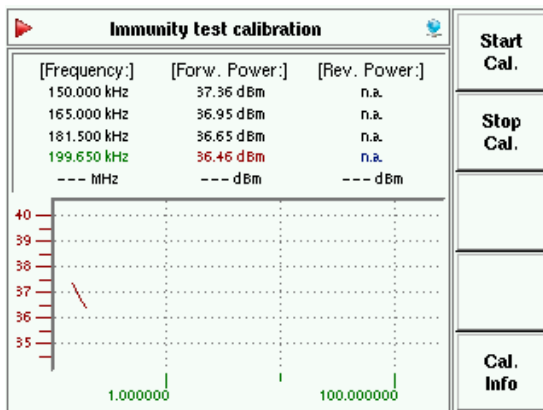 Immunity test calibration
[Frequency:] [Forw. Power:] [Rev. Power:]
150.000 kHz 37.36 dBm n.a.
165.000 kHz 36.95 dBm n.a.
181.500 kHz 36.65 dBm n.a.
199.650 kHz 36.46 dBm n.a.
--- MHz --- dBm --- dBm
40
39
38
37
36
35
1.000000 100.000000
Start
Cal.
Stop
Cal.
Cal.
Info